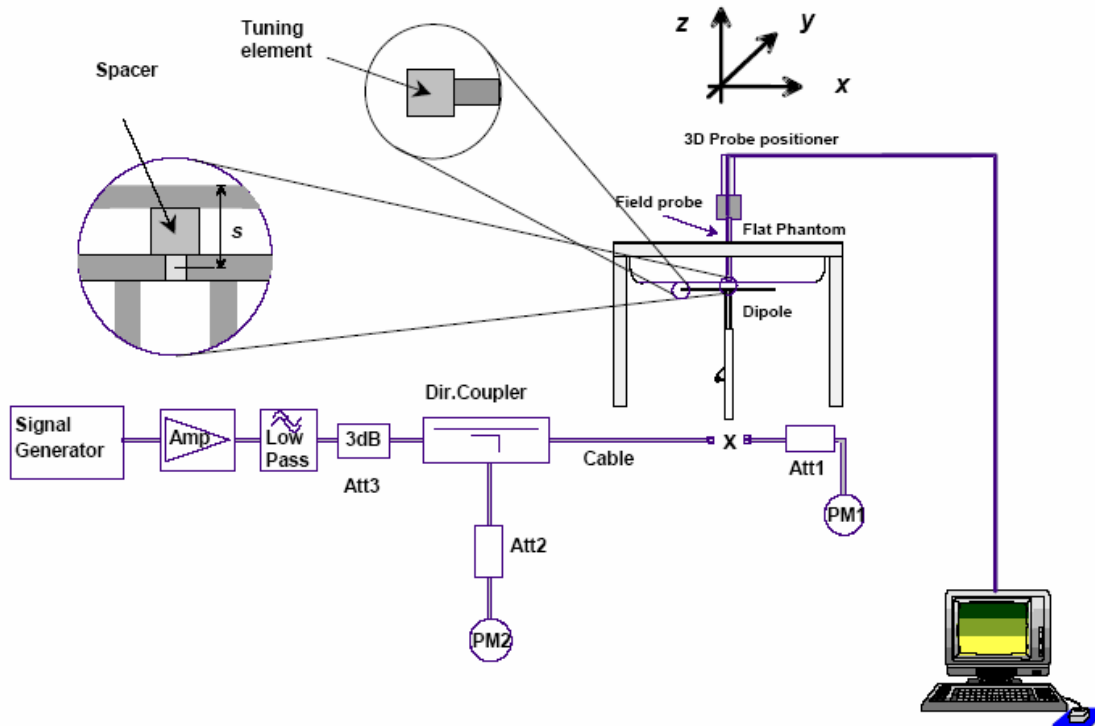 Tuning
element
Spacer
z
y
x
s
3D Probe positioner
Field probe
Flat Phantom
Dipole
Dir.Coupler
Signal
Generator
Amp
Low
Pass
3dB
Att3
Cable
X
Att1
PM1
Att2
PM2